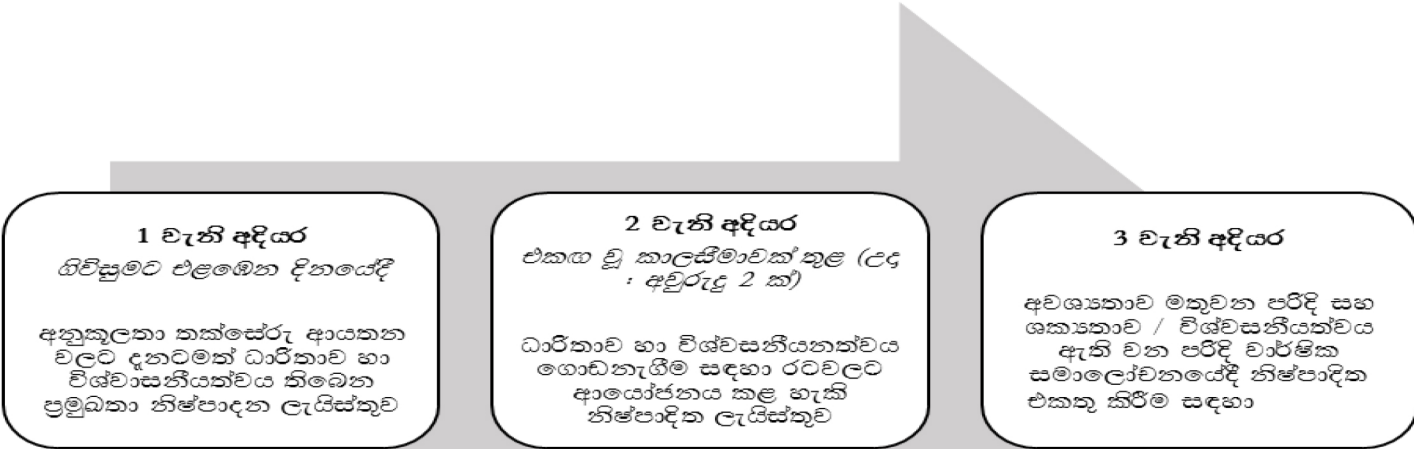 1 වැනි අදියර
ගිවිසුමට එළඹෙන දිනයේදී
අනුකූලතා තක්සේරු ආයතන
වලට දැනටමත් ධාරිතාව හා
විශ්වාසනීයත්වය තිබෙන
ප්‍රමුඛතා නිෂ්පාදන ලැයිස්තුව
2 වැනි අදියර
එකඟ වූ කාලසීමාවක් තුළ (උදා
: අවුරුදු 2 ක්)
ධාරිතාව හා විශ්වසනීයනත්වය
ගොඩනැගීම සඳහා රටවලට
ආයෝජනය කළ හැකි
නිෂ්පාදිත ලැයිස්තුව
3 වැනි අදියර
අවශ්‍යතාව මතුවන පරිදි සහ
ශක්‍යතාව / විශ්වසනීයත්වය
ඇති වන පරිදි වාර්ෂික
සමාලෝචනයේදී නිෂ්පාදිත
එකතු කිරීම සඳහා